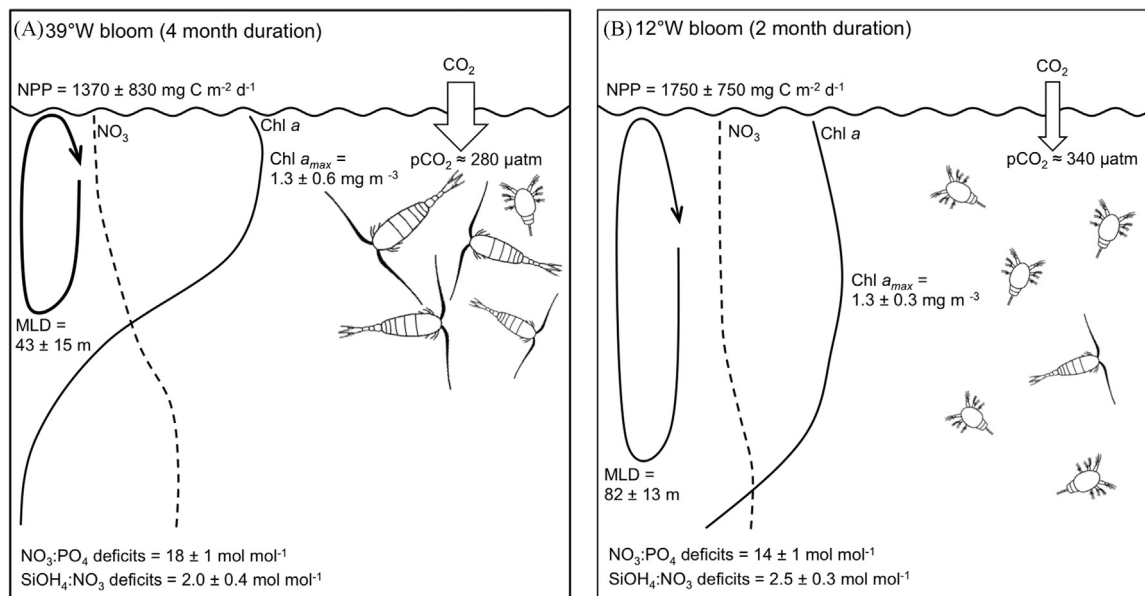 (A) 39°W bloom (4 month duration)
NPP = 1370 ± 830 mg C m⁻² d⁻¹
CO₂
NO₃
Chl a
Chl a_max =
1.3 ± 0.6 mg m ⁻³
pCO₂ ≈ 280 µatm
MLD =
43 ± 15 m
NO₃:PO₄ deficits = 18 ± 1 mol mol⁻¹
SiOH₄:NO₃ deficits = 2.0 ± 0.4 mol mol⁻¹
(B) 12°W bloom (2 month duration)
NPP = 1750 ± 750 mg C m⁻² d⁻¹
CO₂
NO₃
Chl a
pCO₂ ≈ 340 µatm
Chl a_max =
1.3 ± 0.3 mg m ⁻³
MLD =
82 ± 13 m
NO₃:PO₄ deficits = 14 ± 1 mol mol⁻¹
SiOH₄:NO₃ deficits = 2.5 ± 0.3 mol mol⁻¹